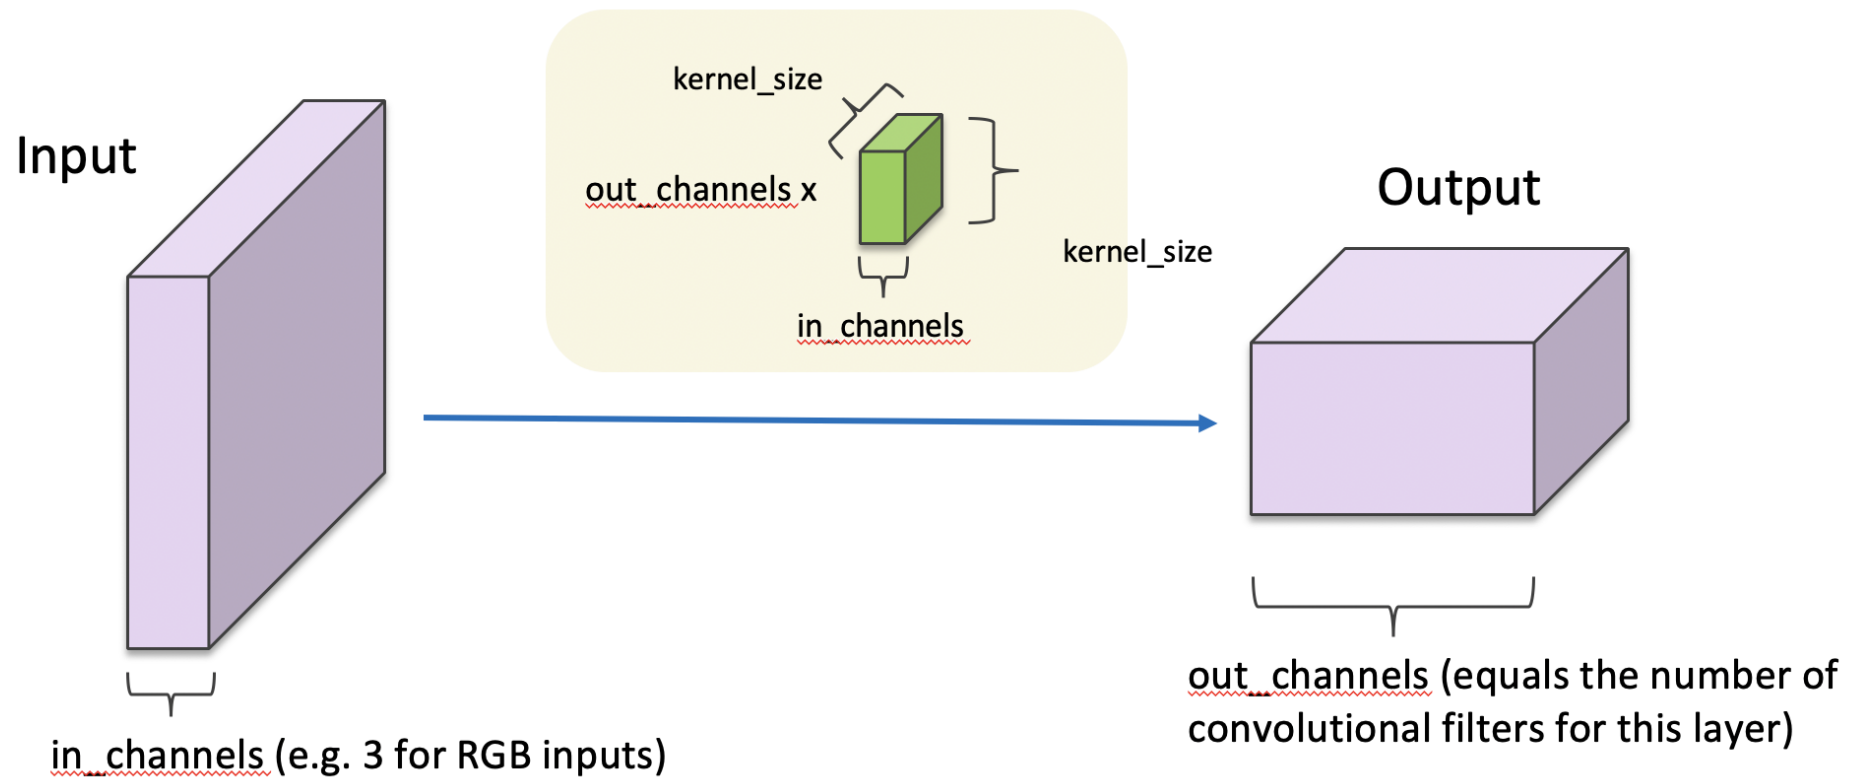 Input
kernel_size
out_channels x
kernel_size
in_channels
Output
in_channels (e.g. 3 for RGB inputs)
out_channels (equals the number of
convolutional filters for this layer)